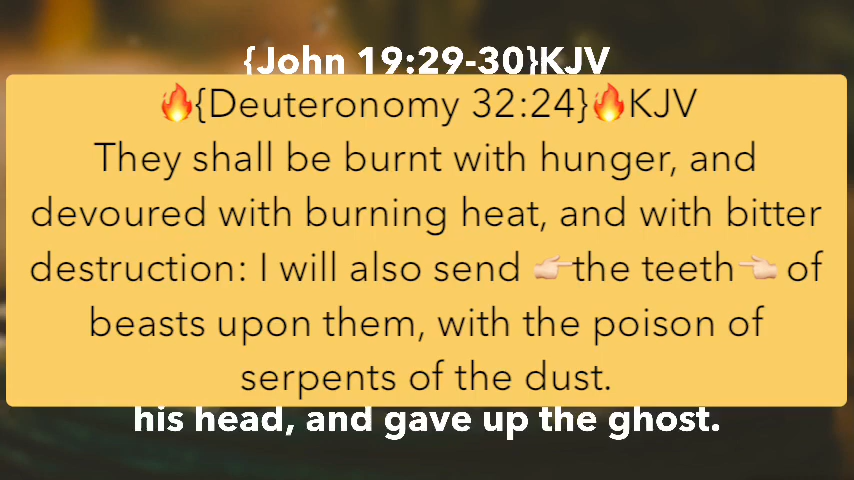 {John 19:29-30}KJV
🔥{Deuteronomy 32:24}🔥KJV
They shall be burnt with hunger, and
devoured with burning heat, and with bitter
destruction: I will also send 👉the teeth👈 of
beasts upon them, with the poison of
serpents of the dust.
his head, and gave up the ghost.